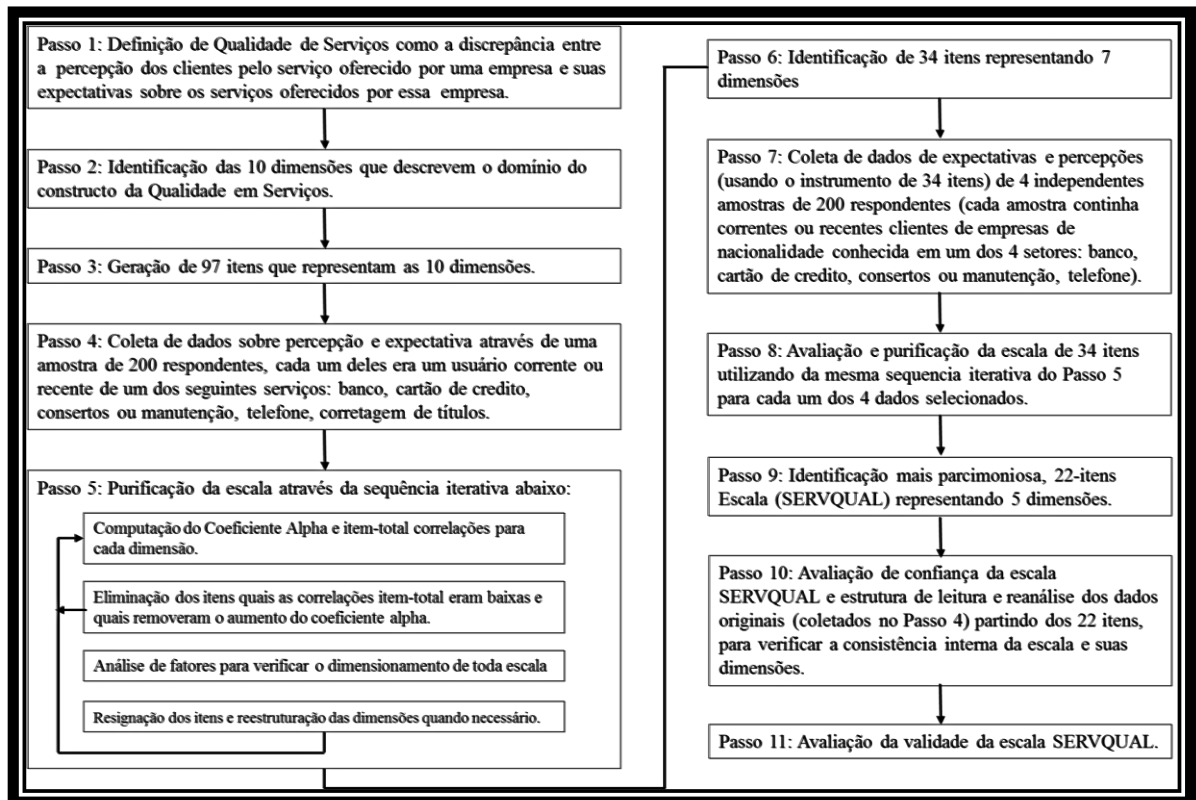 Passo 1: Definição de Qualidade de Serviços como a discrepância entre
a percepção dos clientes pelo serviço oferecido por uma empresa e suas
expectativas sobre os serviços oferecidos por essa empresa.
Passo 2: Identificação das 10 dimensões que descrevem o domínio do
constructo da Qualidade em Serviços.
Passo 3: Geração de 97 itens que representam as 10 dimensões.
Passo 4: Coleta de dados sobre percepção e expectativa através de uma
amostra de 200 respondentes, cada um deles era um usuário corrente ou
recente de um dos seguintes serviços: banco, cartão de credito,
consertos ou manutenção, telefone, corretagem de títulos.
Passo 5: Purificação da escala através da sequência iterativa abaixo:
Computação do Coeficiente Alpha e item-total correlações para
cada dimensão.
Eliminação dos itens quais as correlações item-total eram baixas e
quais removeram o aumento do coeficiente alpha.
Análise de fatores para verificar o dimensionamento de toda escala
Resignação dos itens e reestruturação das dimensões quando necessário.
Passo 6: Identificação de 34 itens representando 7
dimensões
Passo 7: Coleta de dados de expectativas e percepções
(usando o instrumento de 34 itens) de 4 independentes
amostras de 200 respondentes (cada amostra continha
correntes ou recentes clientes de empresas de
nacionalidade conhecida em um dos 4 setores: banco,
cartão de credito, consertos ou manutenção, telefone).
Passo 8: Avaliação e purificação da escala de 34 itens
utilizando da mesma sequencia iterativa do Passo 5
para cada um dos 4 dados selecionados.
Passo 9: Identificação mais parcimoniosa, 22-itens
Escala (SERVQUAL) representando 5 dimensões.
Passo 10: Avaliação de confiança da escala
SERVQUAL e estrutura de leitura e reanálise dos dados
originais (coletados no Passo 4) partindo dos 22 itens,
para verificar a consistência interna da escala e suas
dimensões.
Passo 11: Avaliação da validade da escala SERVQUAL.